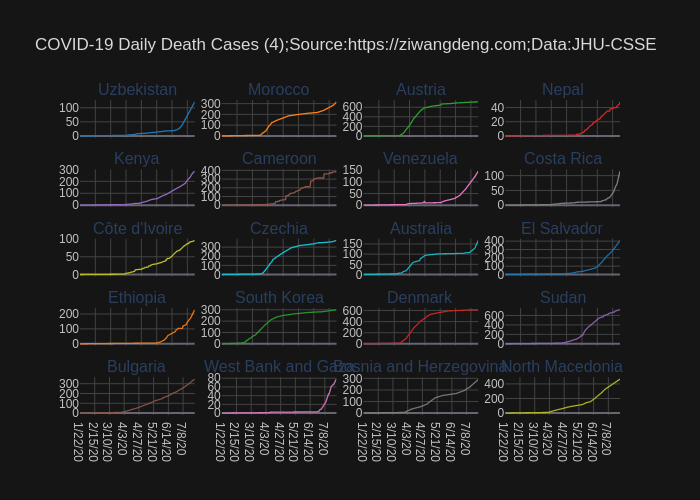 COVID-19 Daily Death Cases (4);Source:https://ziwangdeng.com;Data:JHU-CSSE
Uzbekistan Morocco Austria Nepal
100 50 0 300 200 100 0 600 400 200 0 40 20 0
Kenya Cameroon Venezuela Costa Rica
300 200 100 0 400 300 200 100 0 150 100 50 0 100 50 0
Côte d'Ivoire Czechia Australia El Salvador
100 50 0 300 200 100 0 150 100 50 0 400 300 200 100 0
Ethiopia South Korea Denmark Sudan
200 100 0 300 200 100 0 600 400 200 0 600 400 200 0
Bulgaria West Bank and Gaza Bosnia and Herzegovina North Macedonia
300 200 100 0 80 60 40 20 0 300 200 100 0 400 200 0
1/22/20 2/15/20 3/10/20 4/3/20 4/27/20 5/21/20 6/14/20 7/8/20 1/22/20 2/15/20 3/10/20 4/3/20 4/27/20 5/21/20 6/14/20 7/8/20 1/22/20 2/15/20 3/10/20 4/3/20 4/27/20 5/21/20 6/14/20 7/8/20 1/22/20 2/15/20 3/10/20 4/3/20 4/27/20 5/21/20 6/14/20 7/8/20